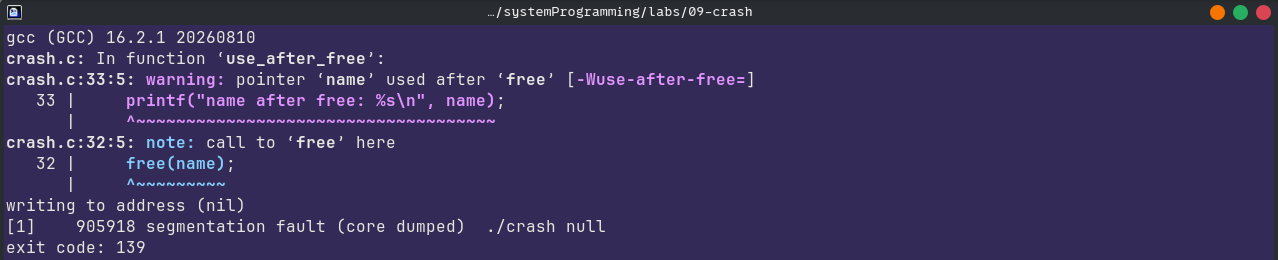 …/systemProgramming/labs/09-crash
gcc (GCC) 16.2.1 20260810
crash.c: In function ‘use_after_free’:
crash.c:33:5: warning: pointer ‘name’ used after ‘free’ [-Wuse-after-free=]
   33 |     printf("name after free: %s\n", name);
      |     ^~~~~~~~~~~~~~~~~~~~~~~~~~~~~~~~~~~~~
crash.c:32:5: note: call to ‘free’ here
   32 |     free(name);
      |     ^~~~~~~~~~
writing to address (nil)
[1]    905918 segmentation fault (core dumped)  ./crash null
exit code: 139